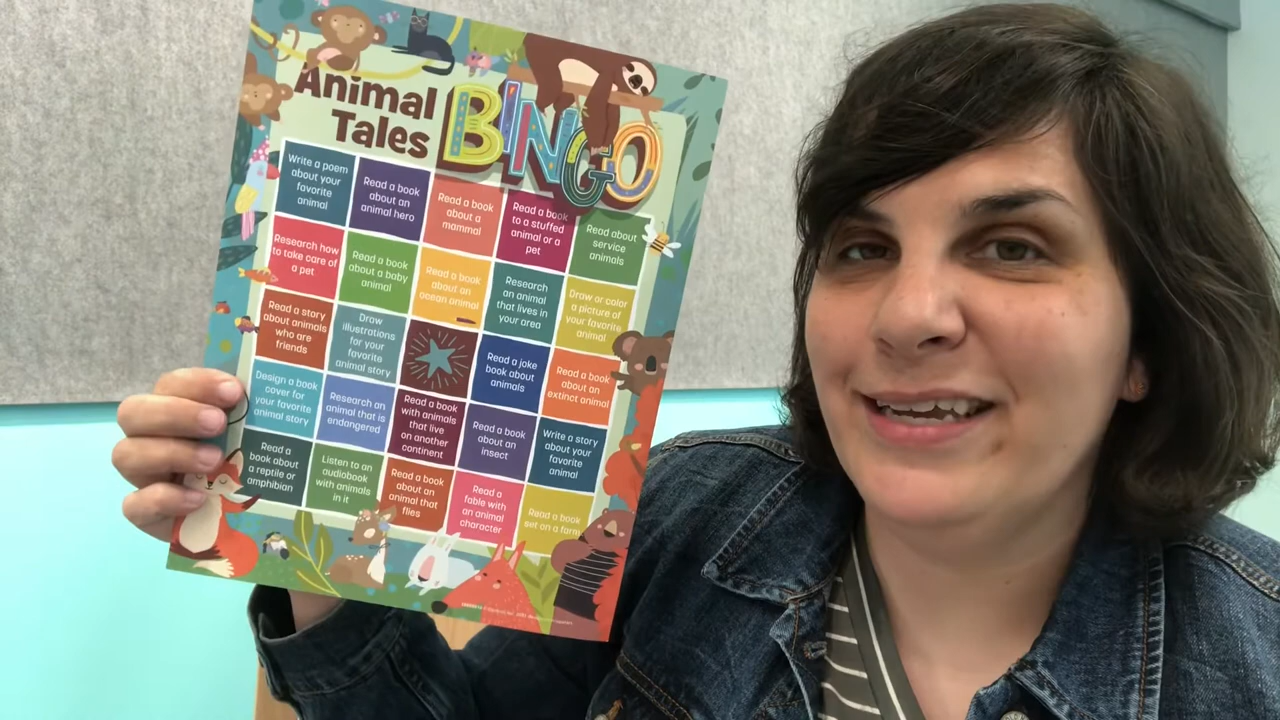 Animal
Tales
BINGO
Write a poem
about your
favorite
animal
Read a book
about an
animal hero
Read a book
about a
mammal
Read a book
to a stuffed
animal or a
pet
Read about
service
animals
Research how
to take care of
a pet
Read a book
about a baby
animal
Read a book
about an
ocean animal
Research
an animal
that lives in
your area
Draw or color
a picture of
your favorite
animal
Read a story
about animals
who are
friends
Draw
illustrations
for your
favorite
animal story
Read a joke
book about
animals
Read a book
about an
extinct animal
Design a book
cover for your
favorite
animal story
Research an
animal that is
endangered
Read a book
with animals
that live
on another
continent
Read a book
about an
insect
Write a story
about your
favorite
animal
Read a
book about
a reptile or
amphibian
Listen to an
audiobook
with animals
in it
Read a book
about an
animal that
flies
Read a
fable with
an animal
character
Read a book
set on a farm